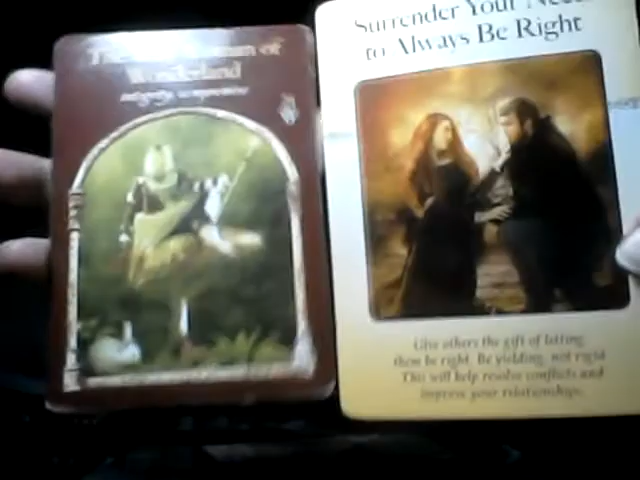 of
Wonderland
Surrender Your Need
to Always Be Right
Give others the gift of letting
them be right. Be yielding, not rigid.
This will help resolve conflicts and
improve your relationships.